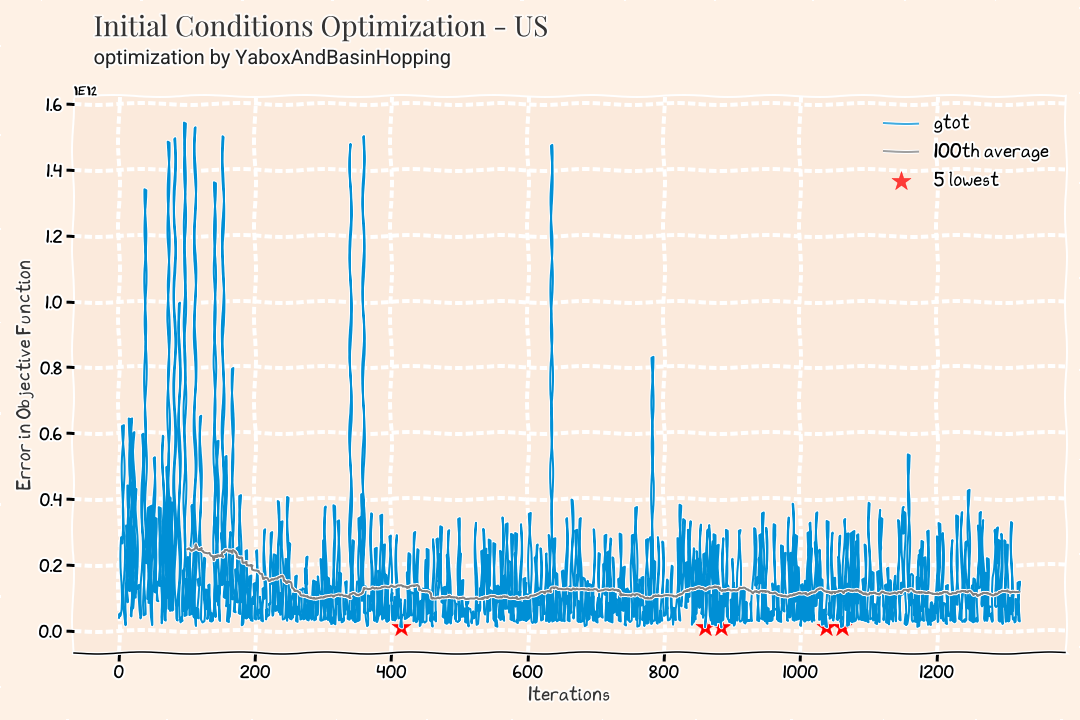 Initial Conditions Optimization - US
optimization by YaboxAndBasinHopping
1E12
1.6
1.4
1.2
1.0
0.8
0.6
0.4
0.2
0.0
Error in Objective Function
gtot
100th average
5 lowest
0 200 400 600 800 1000 1200
Iterations